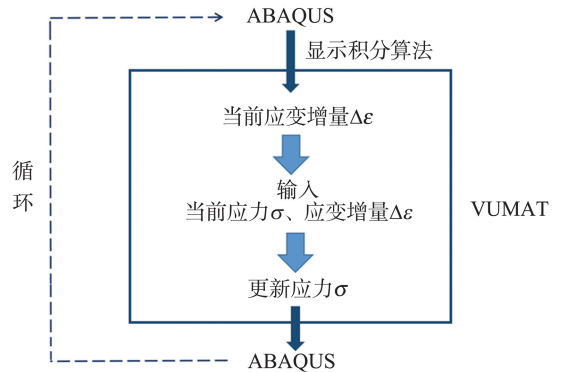 ABAQUS
显示积分算法
当前应变增量Δε
循
环
输入
当前应力σ、应变增量Δε
VUMAT
更新应力σ
ABAQUS